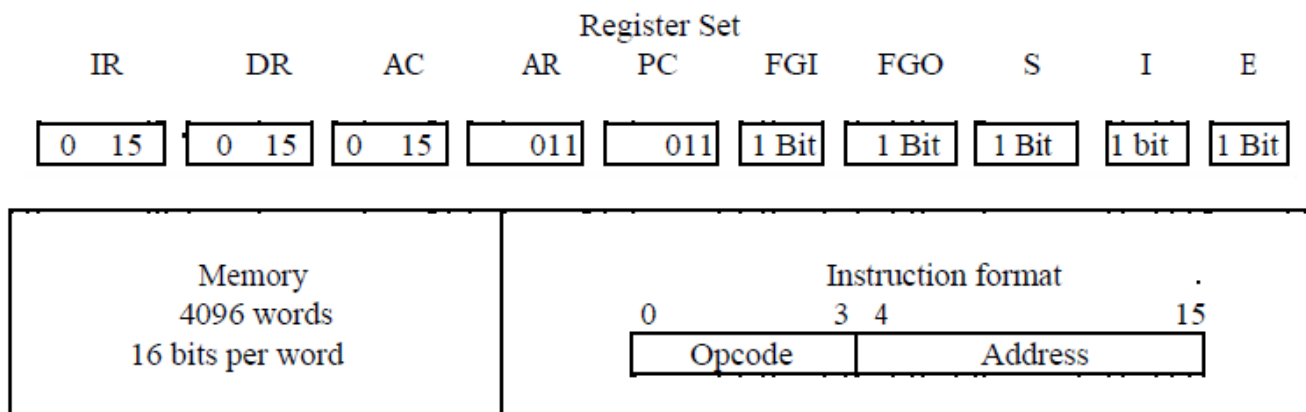 Register Set
IR DR AC AR PC FGI FGO S I E
0 15 0 15 0 15 011 011 1 Bit 1 Bit 1 Bit 1 bit 1 Bit
Memory
4096 words
16 bits per word
Instruction format
0 3 4 15
Opcode Address